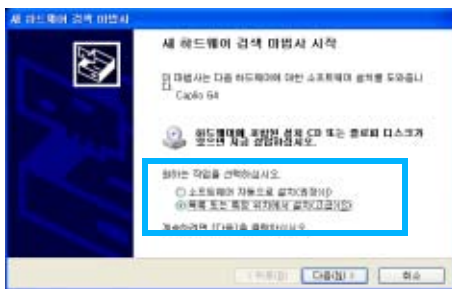 새 하드웨어 검색 마법사
새 하드웨어 검색 마법사 시작
이 마법사는 다음 하드웨어에 대한 소프트웨어 설치를 도와줍니
다.
Caplio G4
하드웨어에 포함된 설치 CD 또는 플로피 디스크가
있으면 지금 삽입하십시오.
원하는 작업을 선택하십시오.
소프트웨어 자동으로 설치(권장)(I)
목록 또는 특정 위치에서 설치(고급)(S)
계속하려면 [다음]을 클릭하십시오.
< 뒤로(B)
다음(N) >
취소